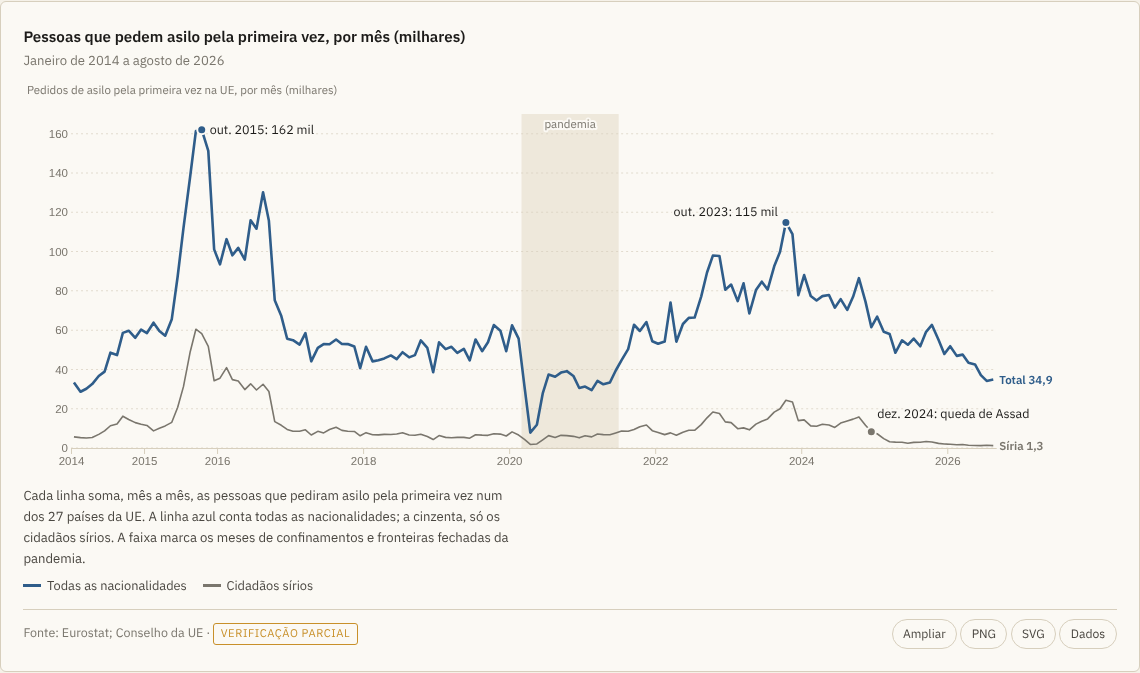 Pessoas que pedem asilo pela primeira vez, por mês (milhares)
Janeiro de 2014 a agosto de 2026
Pedidos de asilo pela primeira vez na UE, por mês (milhares)
pandemia
160
out. 2015: 162 mil
140
120
out. 2023: 115 mil
100
80
60
40
Total 34,9
20
dez. 2024: queda de Assad
0
Síria 1,3
2014 2015 2016 2018 2020 2022 2024 2026
Cada linha soma, mês a mês, as pessoas que pediram asilo pela primeira vez num
dos 27 países da UE. A linha azul conta todas as nacionalidades; a cinzenta, só os
cidadãos sírios. A faixa marca os meses de confinamentos e fronteiras fechadas da
pandemia.
Todas as nacionalidades Cidadãos sírios
Fonte: Eurostat; Conselho da UE · VERIFICAÇÃO PARCIAL Ampliar PNG SVG Dados